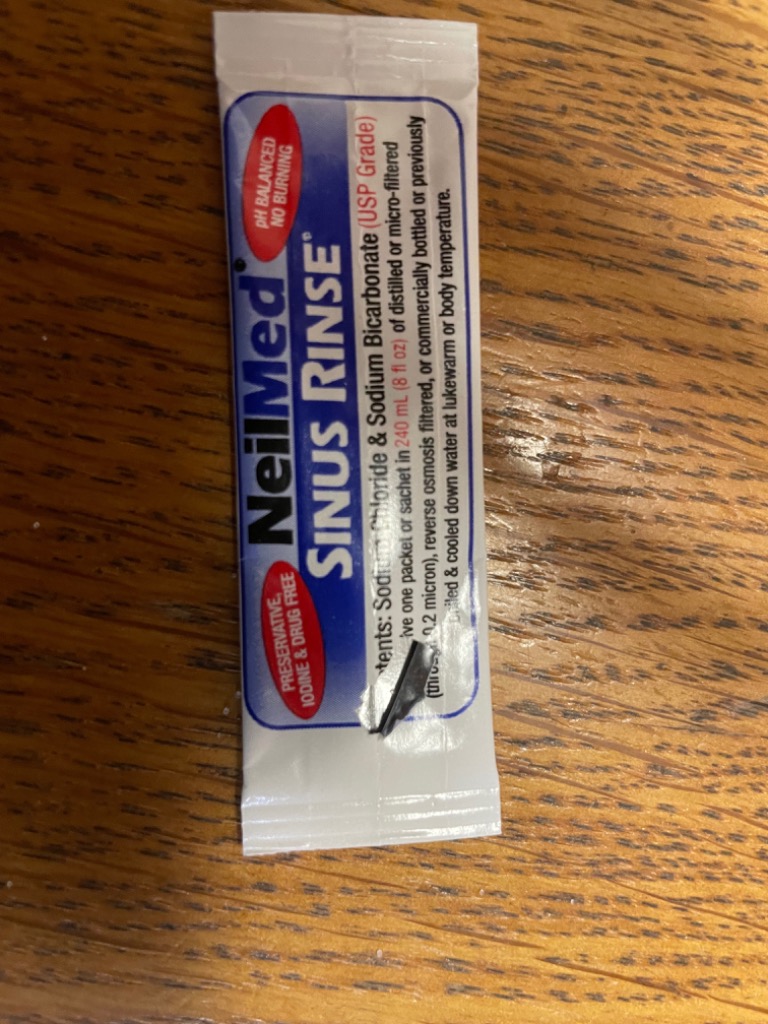 PRESERVATIVE,
IODINE & DRUG FREE
NeilMed®
SINUS RINSE®
pH BALANCED
NO BURNING
tents: Sodium Chloride & Sodium Bicarbonate (USP Grade)
ve one packet or sachet in 240 mL (8 fl oz) of distilled or micro-filtered
0.2 micron), reverse osmosis filtered, or commercially bottled or previously
& cooled down water at lukewarm or body temperature.